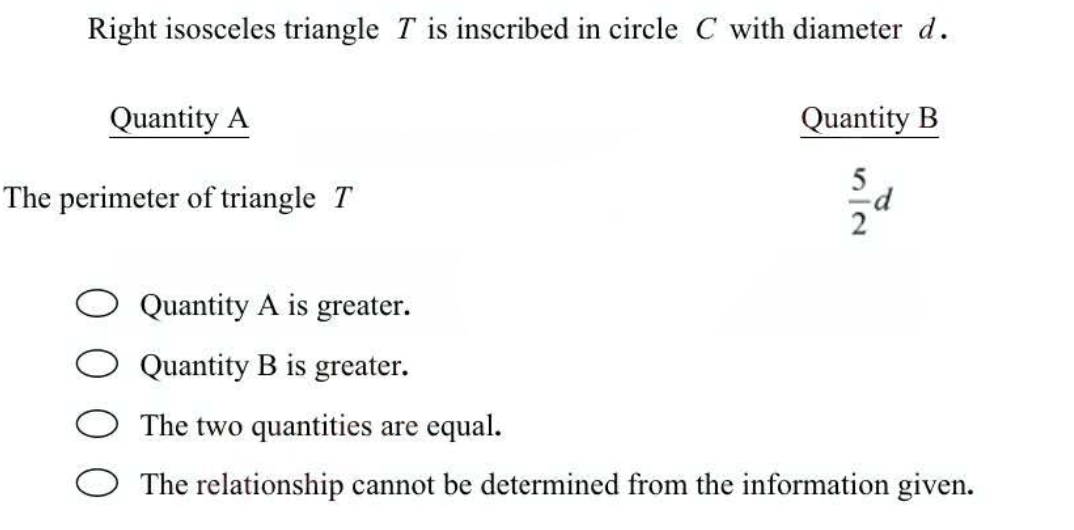 Right isosceles triangle T is inscribed in circle C with diameter d.
Quantity A
Quantity B
The perimeter of triangle T
5/2 d
Quantity A is greater.
Quantity B is greater.
The two quantities are equal.
The relationship cannot be determined from the information given.